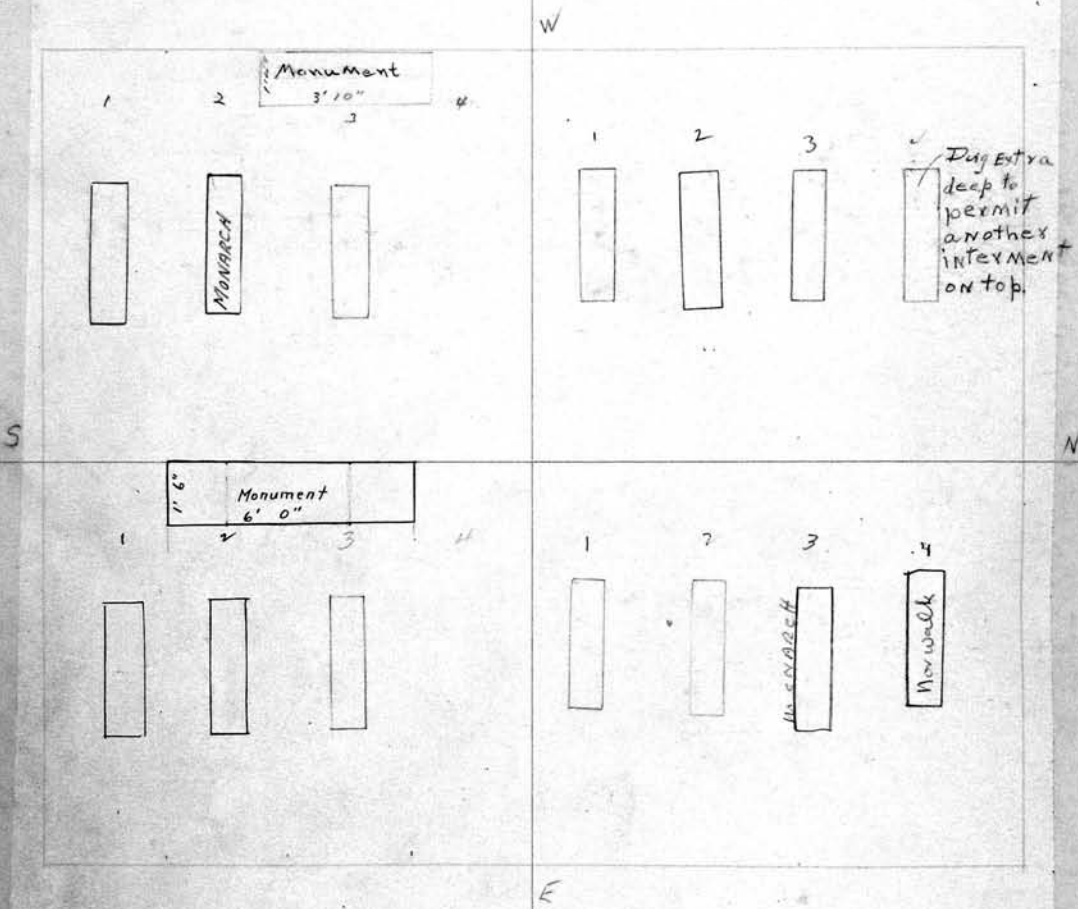 W
Monument
3' 10"
1 2 3 4
MONARCH
1 2 3
Dug Extra
deep to
permit
another
interment
on top.
S
N
1' 6"
Monument
6' 0"
1 2 3 4
1 2 3 4
MONARCH
Norwalk
E